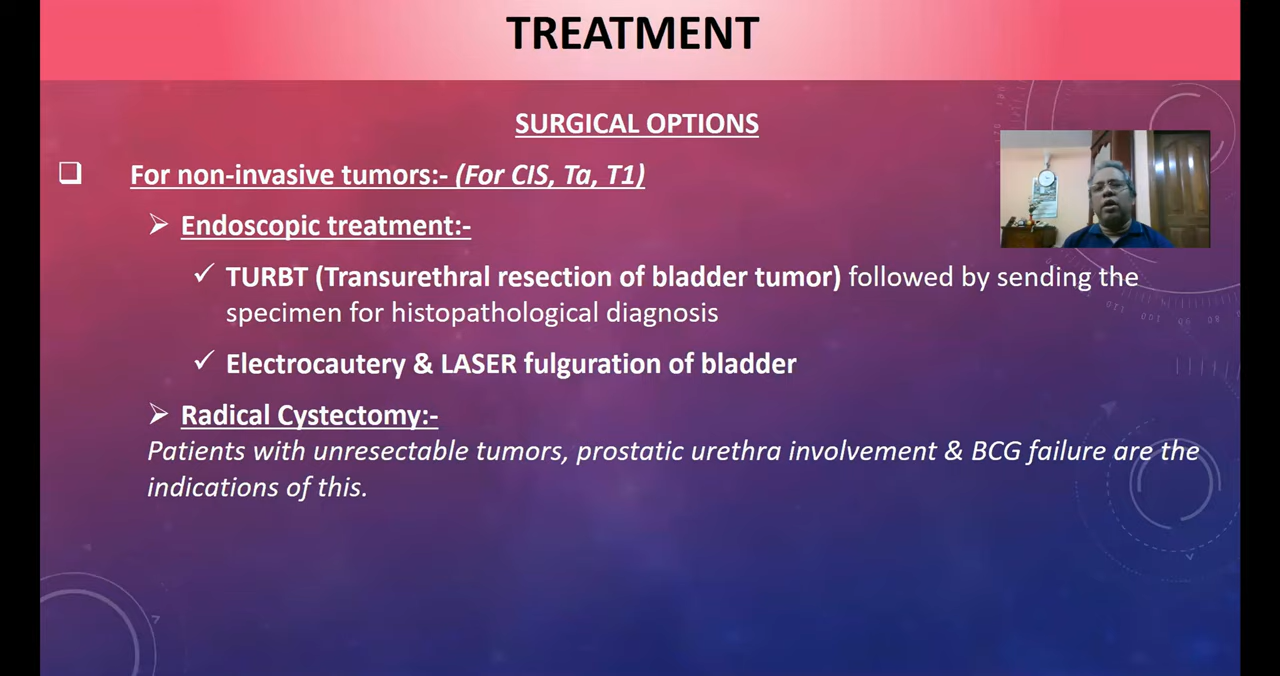 TREATMENT
SURGICAL OPTIONS
For non-invasive tumors:- (For CIS, Ta, T1)
Endoscopic treatment:-
TURBT (Transurethral resection of bladder tumor) followed by sending the
specimen for histopathological diagnosis
Electrocautery & LASER fulguration of bladder
Radical Cystectomy:-
Patients with unresectable tumors, prostatic urethra involvement & BCG failure are the
indications of this.